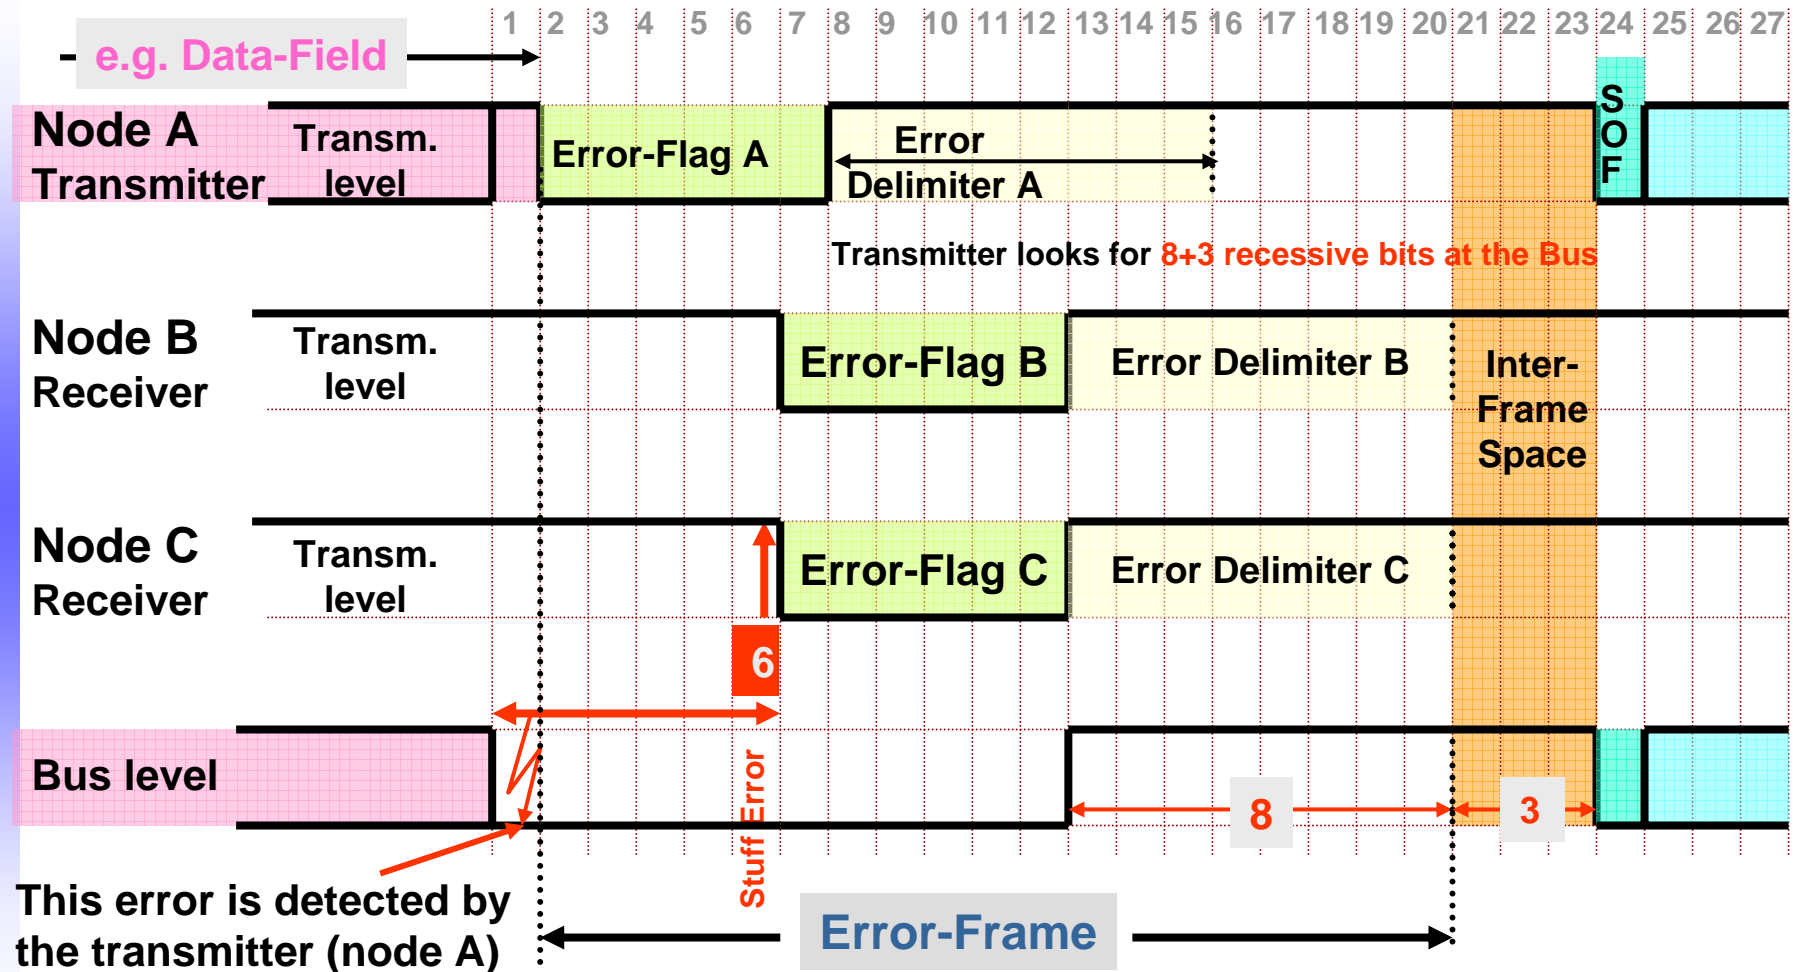 1 2 3 4 5 6 7 8 9 10 11 12 13 14 15 16 17 18 19 20 21 22 23 24 25 26 27
e.g. Data-Field
Node A
Transmitter
Transm.
level
Error-Flag A
Error
Delimiter A
S
O
F
Transmitter looks for 8+3 recessive bits at the Bus
Node B
Receiver
Transm.
level
Error-Flag B
Error Delimiter B
Inter-
Frame
Space
Node C
Receiver
Transm.
level
Error-Flag C
Error Delimiter C
6
Stuff Error
Bus level
8
3
This error is detected by
the transmitter (node A)
Error-Frame